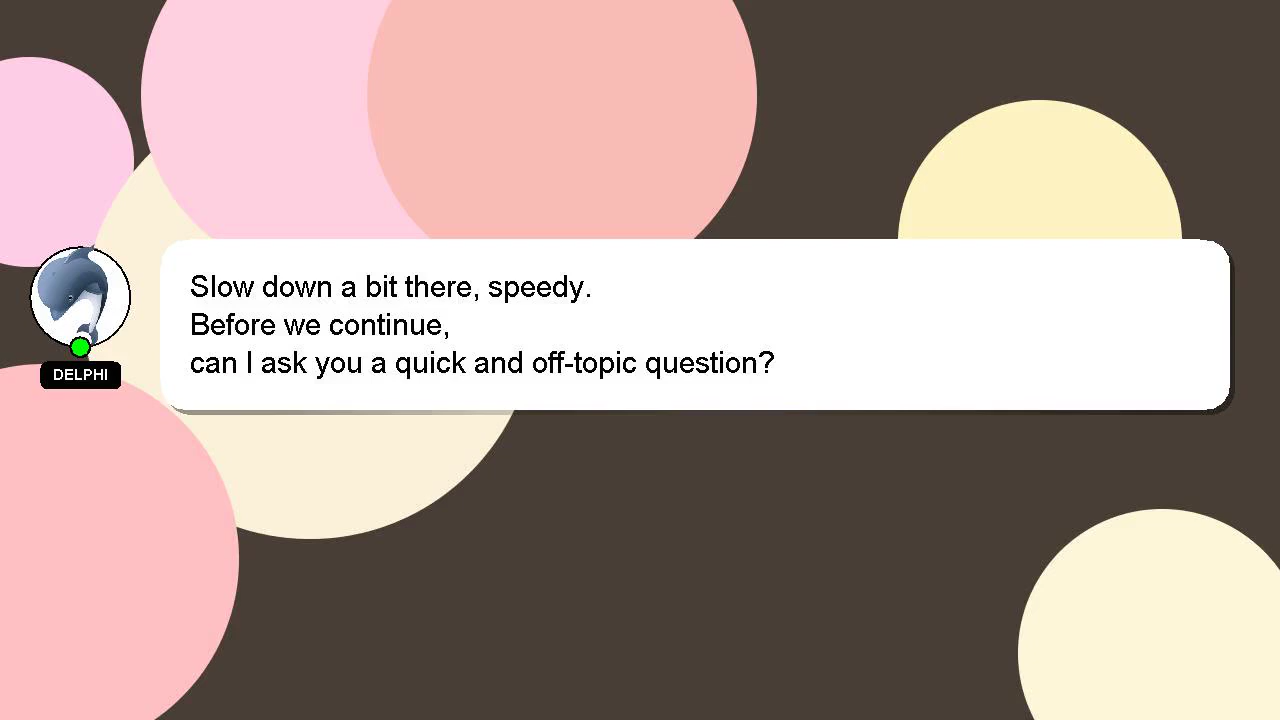 Slow down a bit there, speedy.
Before we continue,
can I ask you a quick and off-topic question?
DELPHI